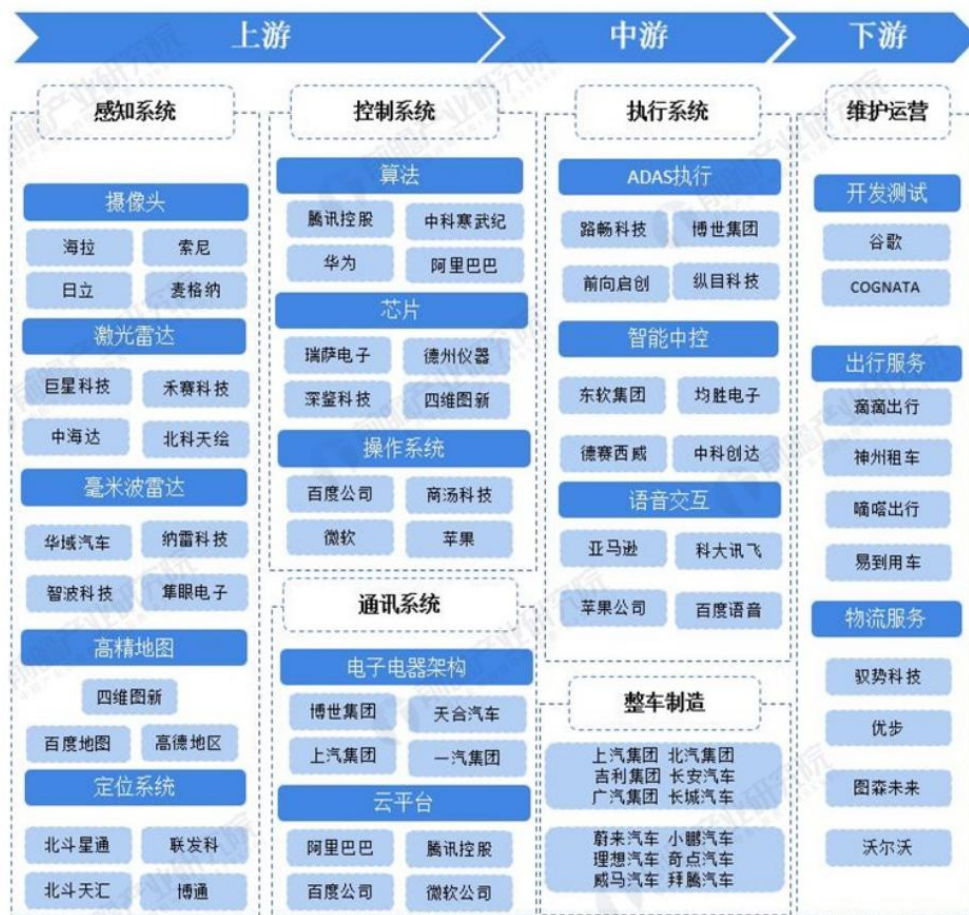 上游
中游
下游
感知系统
摄像头
海拉 索尼
日立 麦格纳
激光雷达
巨星科技 禾赛科技
中海达 北科天绘
毫米波雷达
华域汽车 纳雷科技
智波科技 隼眼电子
高精地图
四维图新
百度地图 高德地区
定位系统
北斗星通 联发科
北斗天汇 博通
控制系统
算法
腾讯控股 中科寒武纪
华为 阿里巴巴
芯片
瑞萨电子 德州仪器
深鉴科技 四维图新
操作系统
百度公司 商汤科技
微软 苹果
通讯系统
电子电器架构
博世集团 天合汽车
上汽集团 一汽集团
云平台
阿里巴巴 腾讯控股
百度公司 微软公司
执行系统
ADAS执行
路畅科技 博世集团
前向启创 纵目科技
智能中控
东软集团 均胜电子
德赛西威 中科创达
语音交互
亚马逊 科大讯飞
苹果公司 百度语音
整车制造
上汽集团 北汽集团
吉利集团 长安汽车
广汽集团 长城汽车
蔚来汽车 小鹏汽车
理想汽车 奇点汽车
威马汽车 拜腾汽车
维护运营
开发测试
谷歌
COGNATA
出行服务
滴滴出行
神州租车
嘀嗒出行
易到用车
物流服务
驭势科技
优步
图森未来
沃尔沃
前瞻产业研究院